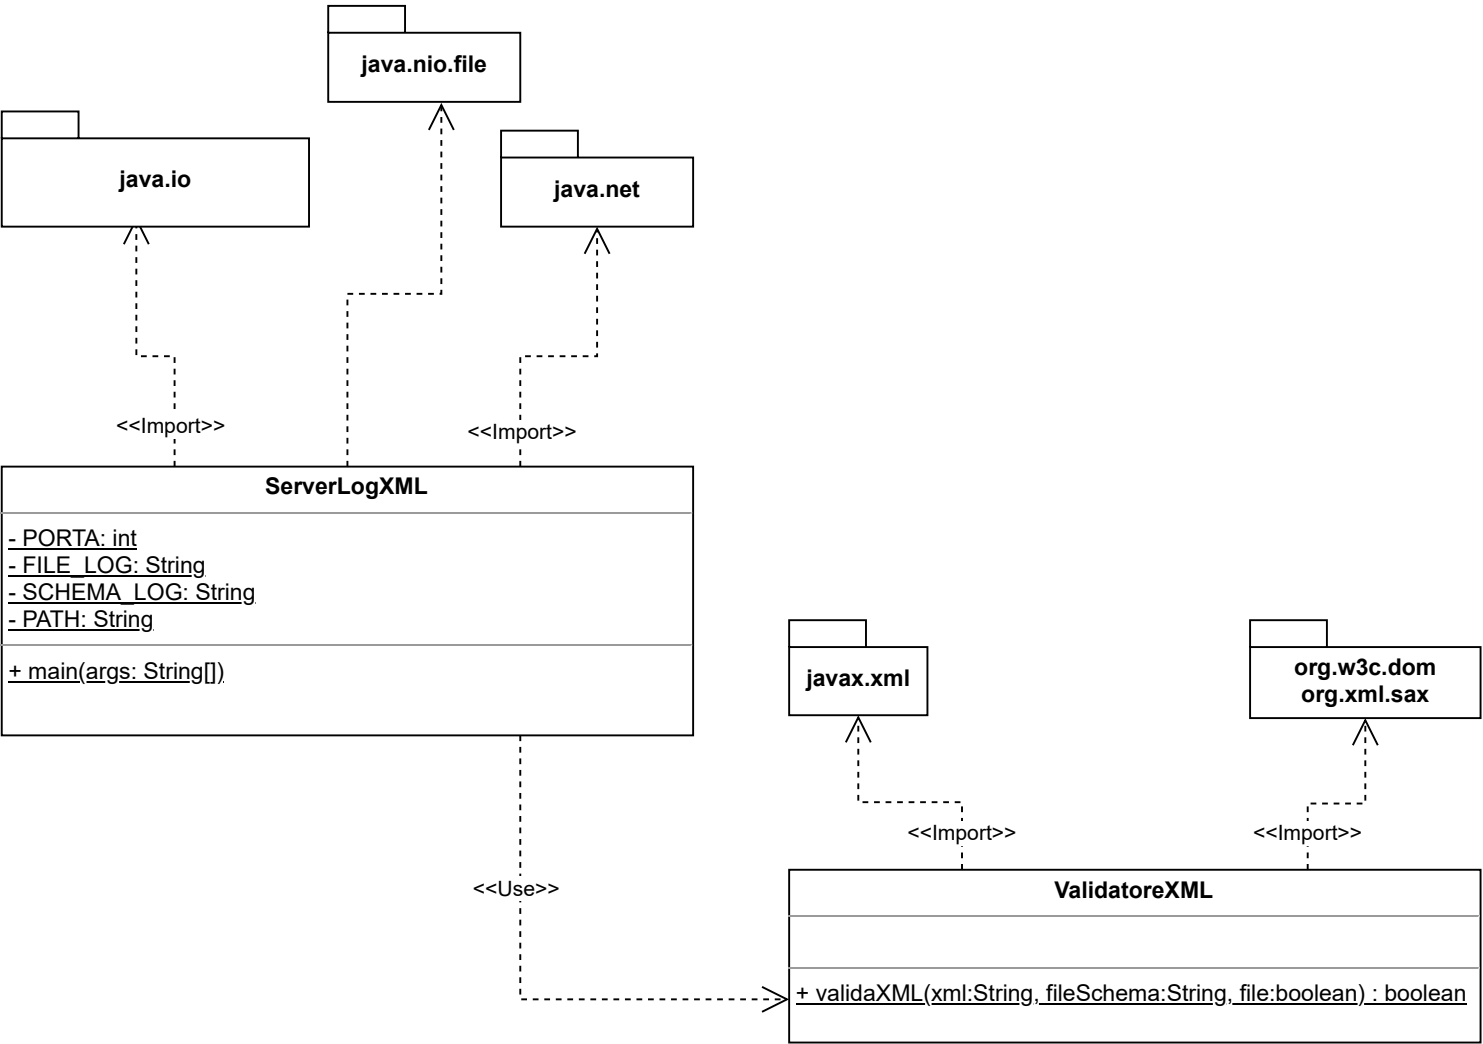 java.nio.file
java.io
java.net
<<Import>>
<<Import>>
ServerLogXML
- PORTA: int
- FILE_LOG: String
- SCHEMA_LOG: String
- PATH: String
+ main(args: String[])
javax.xml
org.w3c.dom
org.xml.sax
<<Import>>
<<Import>>
<<Use>>
ValidatoreXML
+ validaXML(xml:String, fileSchema:String, file:boolean) : boolean